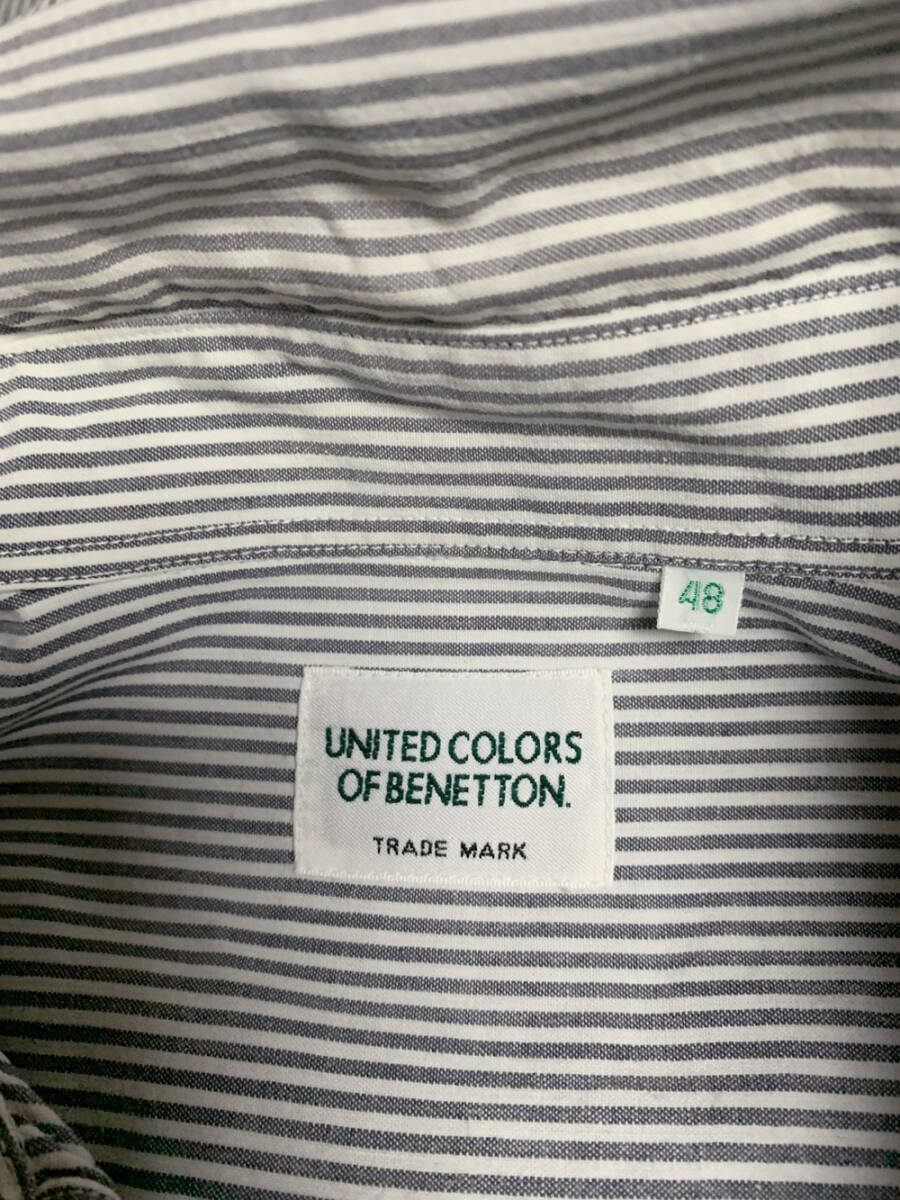 48
UNITED COLORS
OF BENETTON.
TRADE MARK